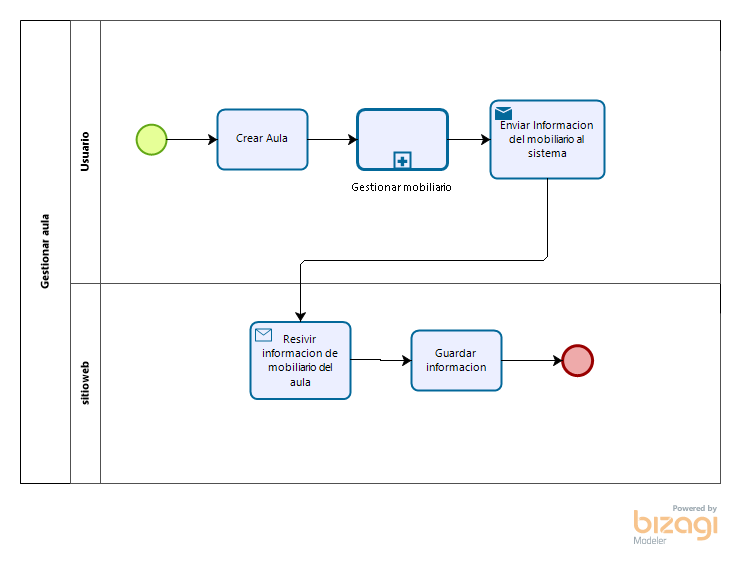 Gestionar aula
Usuario
Crear Aula
Gestionar mobiliario
Enviar Informacion
del mobiliario al
sistema
sitioweb
Resivir
informacion de
mobiliario del
aula
Guardar
informacion
Powered by
bizagi
Modeler